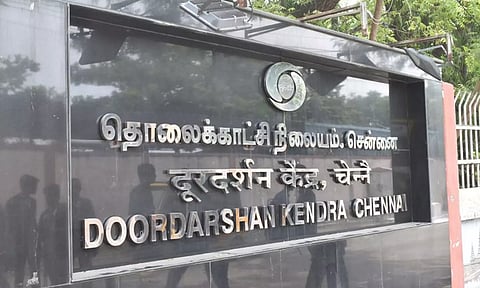 தொலைக்காட்சி நிலையம், சென்னை
दूरदर्शन केंद्र, चेन्नै
DOORDARSHAN KENDRA CHENNAI